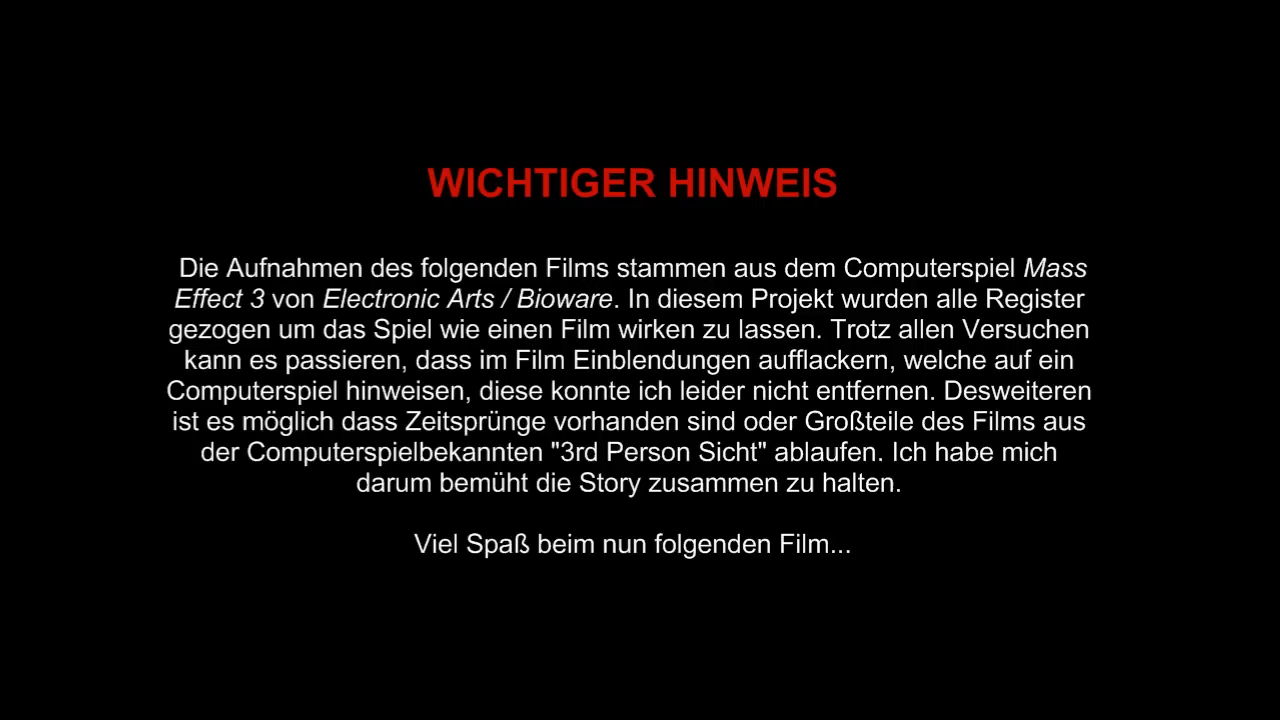 WICHTIGER HINWEIS
Die Aufnahmen des folgenden Films stammen aus dem Computerspiel Mass
Effect 3 von Electronic Arts / Bioware. In diesem Projekt wurden alle Register
gezogen um das Spiel wie einen Film wirken zu lassen. Trotz allen Versuchen
kann es passieren, dass im Film Einblendungen aufflackern, welche auf ein
Computerspiel hinweisen, diese konnte ich leider nicht entfernen. Desweiteren
ist es möglich dass Zeitsprünge vorhanden sind oder Großteile des Films aus
der Computerspielbekannten "3rd Person Sicht" ablaufen. Ich habe mich
darum bemüht die Story zusammen zu halten.
Viel Spaß beim nun folgenden Film...